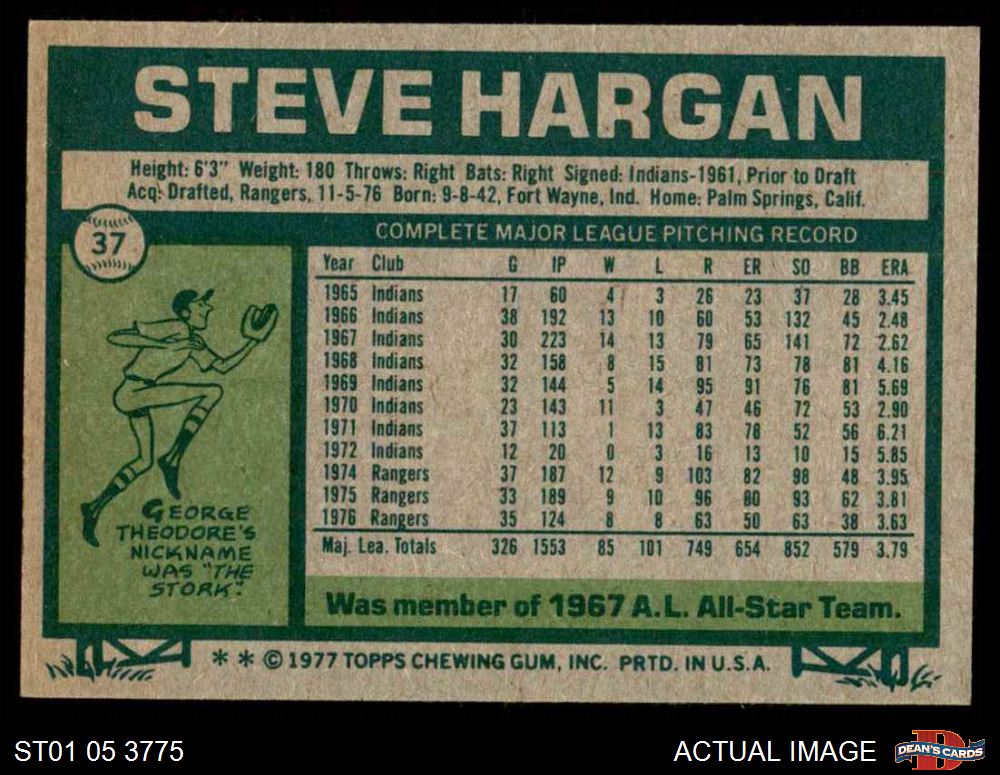 STEVE HARGAN
Height: 6'3" Weight: 180 Throws: Right Bats: Right Signed: Indians-1961, Prior to Draft
Acq: Drafted, Rangers, 11-5-76 Born: 9-8-42, Fort Wayne, Ind. Home: Palm Springs, Calif.
37
COMPLETE MAJOR LEAGUE PITCHING RECORD
Year Club G IP W L R ER SO BB ERA
1965 Indians 17 60 4 3 26 23 37 28 3.45
1966 Indians 38 192 13 10 60 53 132 45 2.48
1967 Indians 30 223 14 13 79 65 141 72 2.62
1968 Indians 32 158 8 15 81 73 78 81 4.16
1969 Indians 32 144 5 14 95 91 76 81 5.69
1970 Indians 23 143 11 3 47 46 72 53 2.90
1971 Indians 37 113 1 13 83 78 52 56 6.21
1972 Indians 12 20 0 3 16 13 10 15 5.85
1974 Rangers 37 187 12 9 103 82 98 48 3.95
1975 Rangers 33 189 9 10 96 80 93 62 3.81
1976 Rangers 35 124 8 8 63 50 63 38 3.63
Maj. Lea. Totals 326 1553 85 101 749 654 852 579 3.79
GEORGE
THEODORE'S
NICKNAME
WAS "THE
STORK".
Was member of 1967 A.L. All-Star Team.
* * © 1977 TOPPS CHEWING GUM, INC. PRTD. IN U.S.A.
ST01 05 3775
ACTUAL IMAGE
D
DEAN'S CARDS